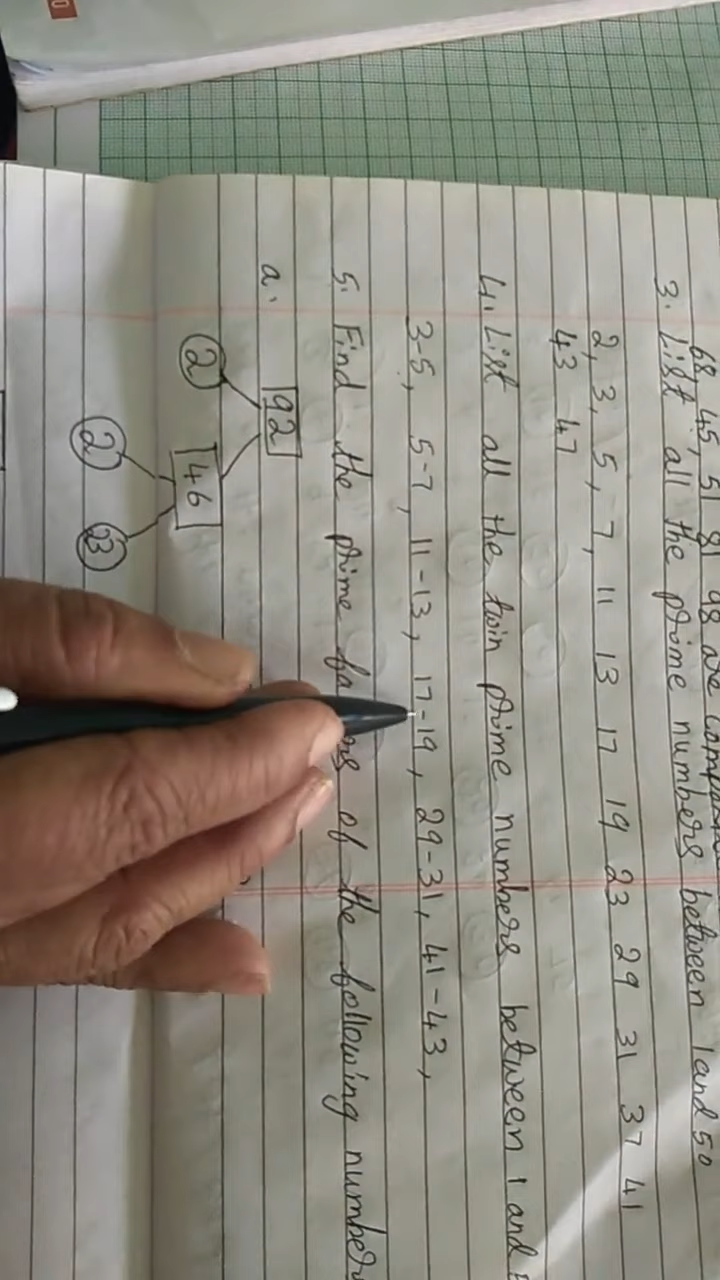 68, 45, 51 81 98 are
3. List all the prime numbers between 1 and 50
2, 3, 5, 7, 11 13 17 19 23 29 31 37 41
43 47
4. List all the twin prime numbers between 1 and
3-5, 5-7, 11-13, 17-19, 29-31, 41-43,
5. Find the prime of the following numbers
a. 92
2 46
2 23